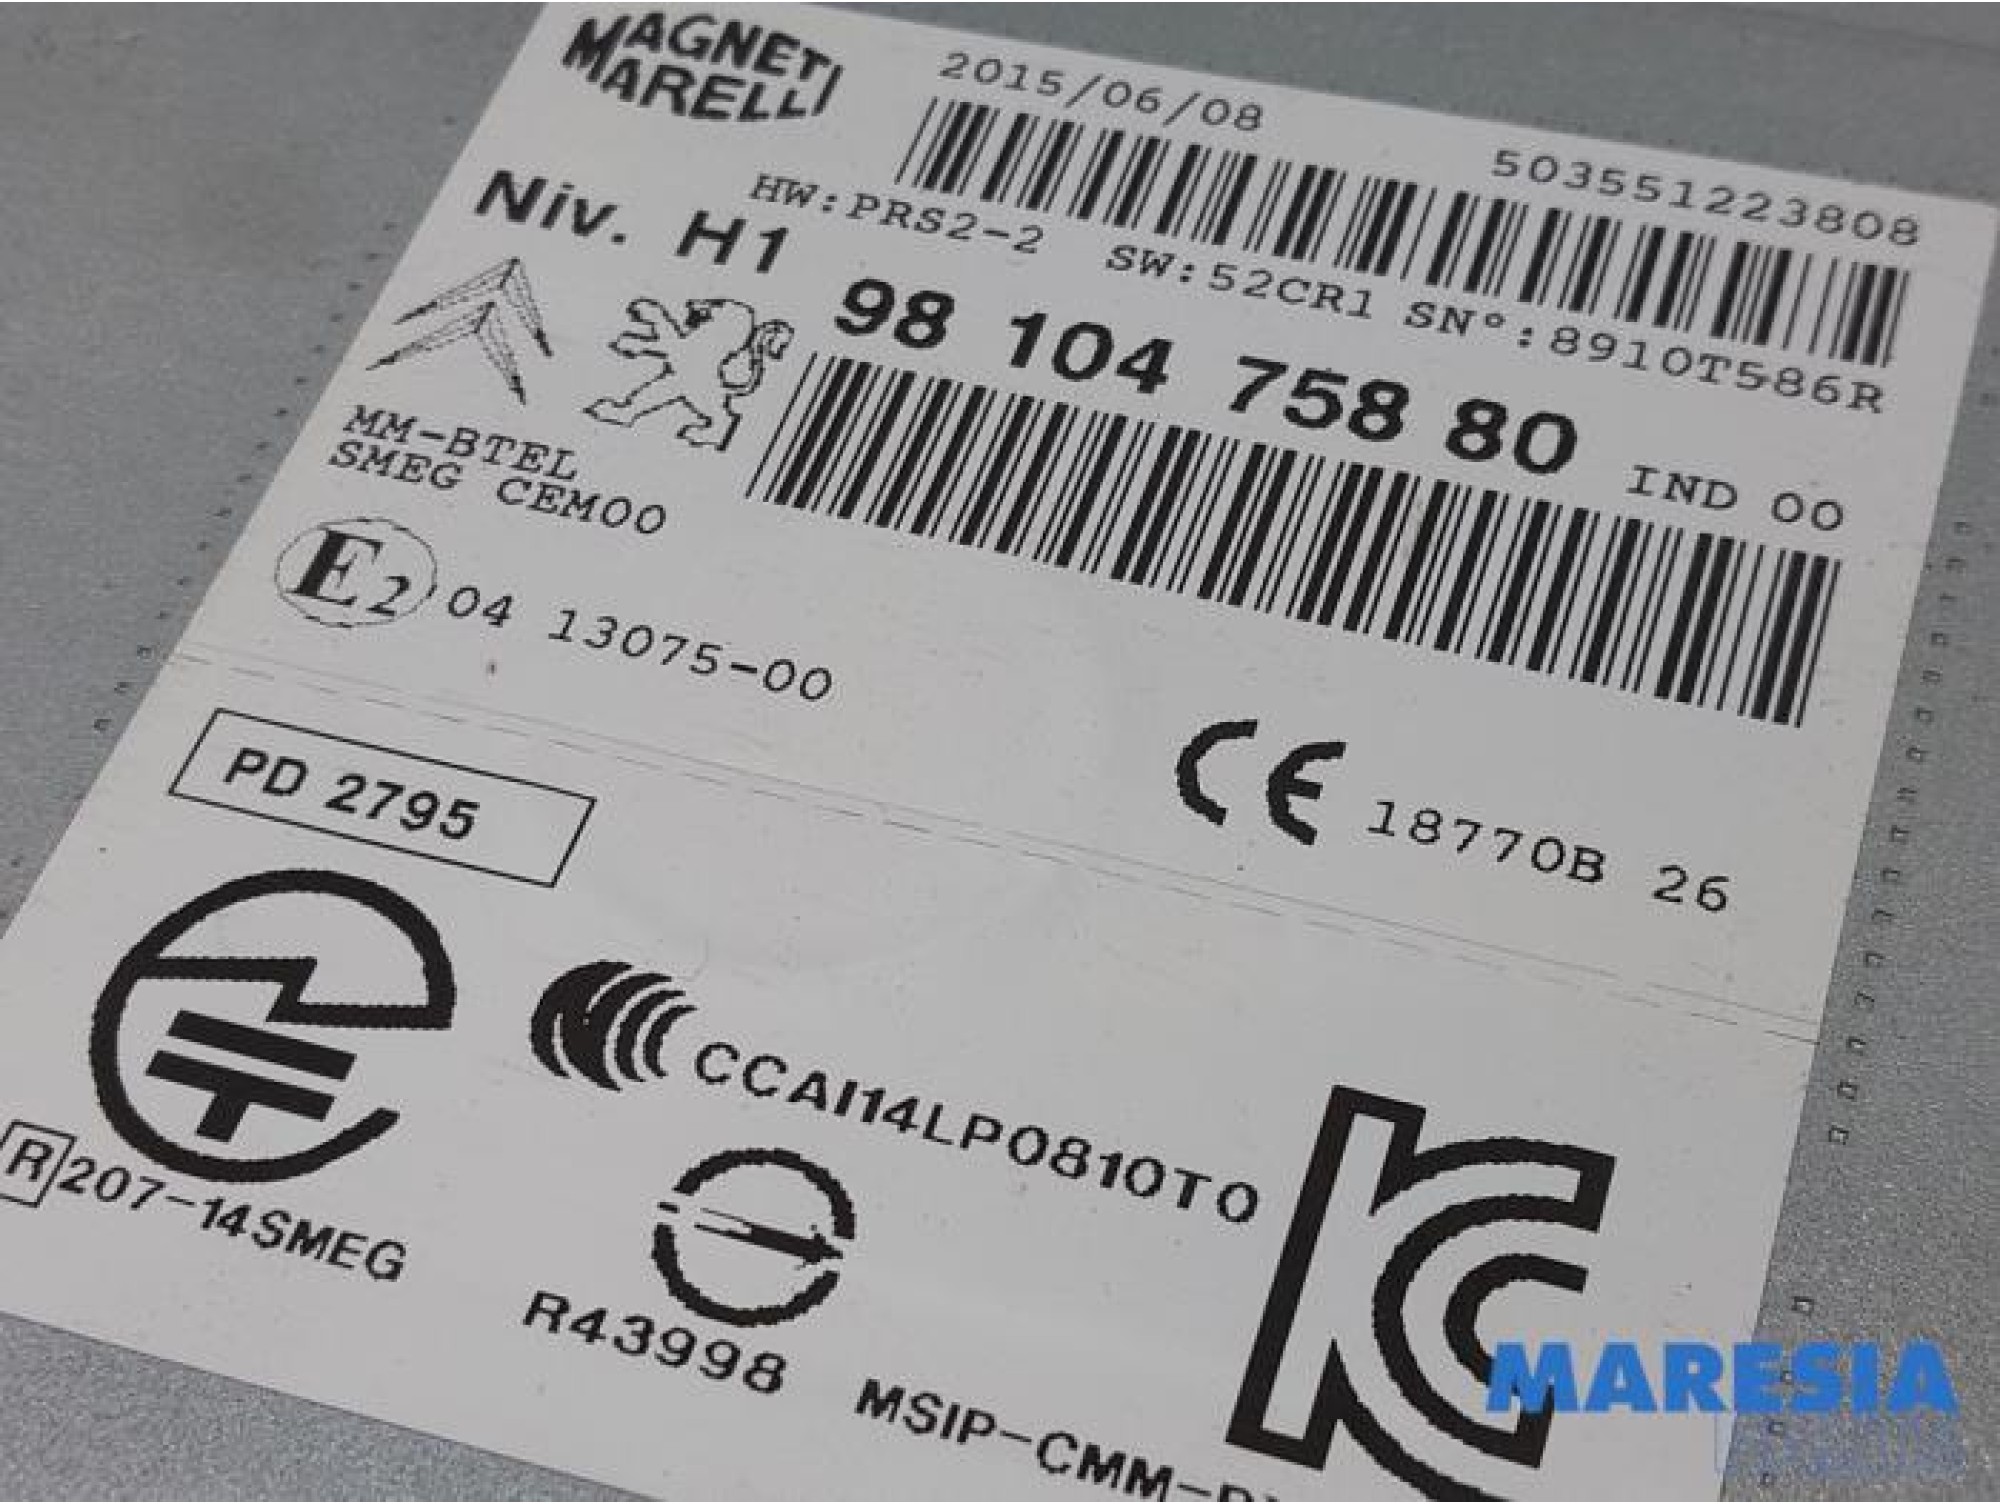 MAGNETI
MARELLI
2015/06/08
503551223808
Niv. H1
HW:PRS2-2 SW:52CR1 SN°:8910T586R
98 104 758 80 IND 00
MM-BTEL
SMEG CEM00
E2 04 13075-00
CE 18770B 26
PD 2795
CCAI14LP0810T0
R 207-14SMEG
R43998
MSIP-CMM-
MARESIA